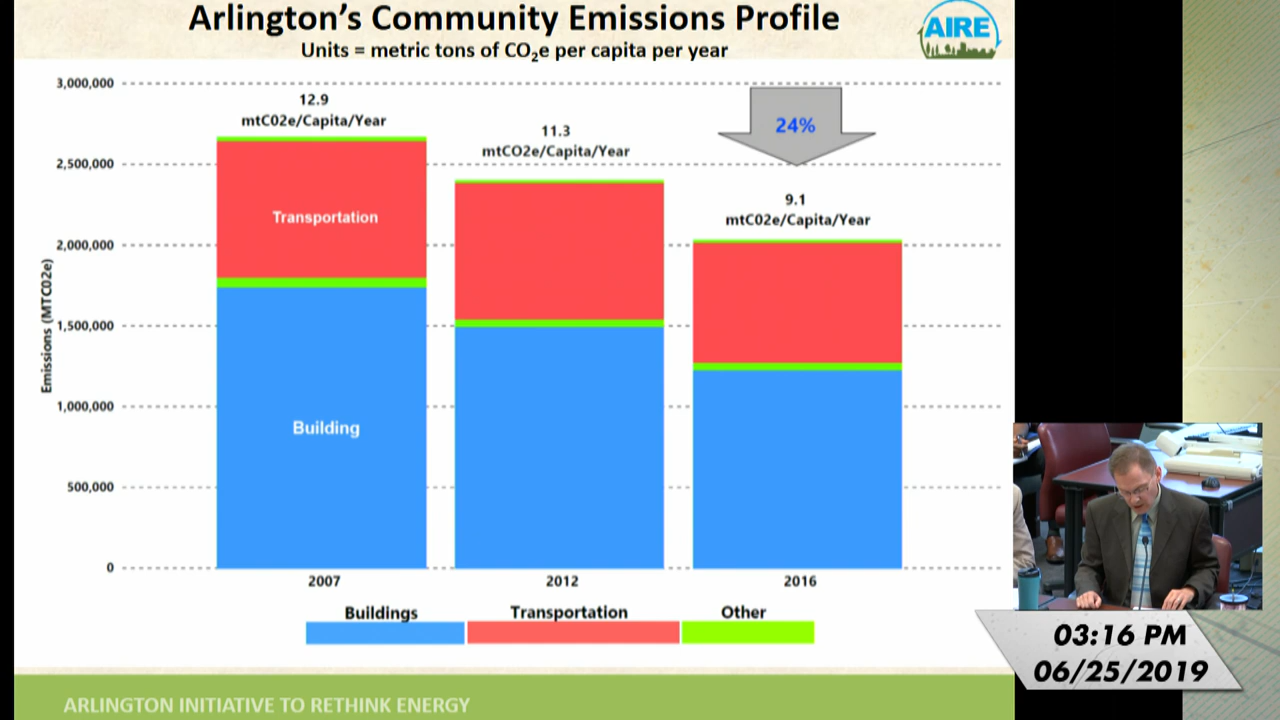 Arlington's Community Emissions Profile
Units = metric tons of CO₂e per capita per year
AIRE
3,000,000
2,500,000
2,000,000
1,500,000
1,000,000
500,000
0
Emissions (MTC02e)
12.9
mtC02e/Capita/Year
11.3
mtCO2e/Capita/Year
24%
9.1
mtC02e/Capita/Year
Transportation
Building
2007
2012
2016
Buildings
Transportation
Other
ARLINGTON INITIATIVE TO RETHINK ENERGY
03:16 PM
06/25/2019